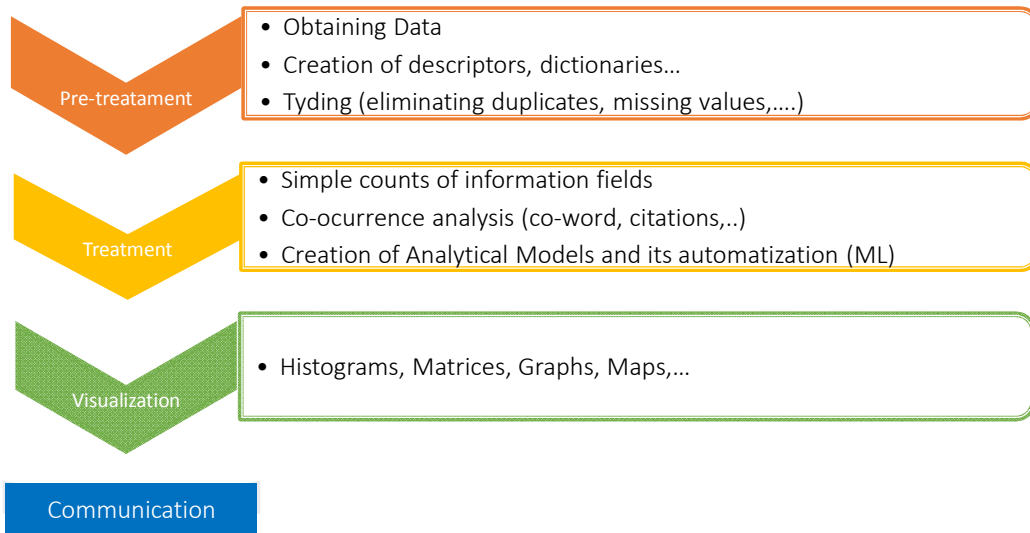 • Obtaining Data
• Creation of descriptors, dictionaries…
Pre-treatament
• Tyding (eliminating duplicates, missing values,….)
• Simple counts of information fields
• Co-ocurrence analysis (co-word, citations,..)
Treatment
• Creation of Analytical Models and its automatization (ML)
• Histograms, Matrices, Graphs, Maps,…
Visualization
Communication